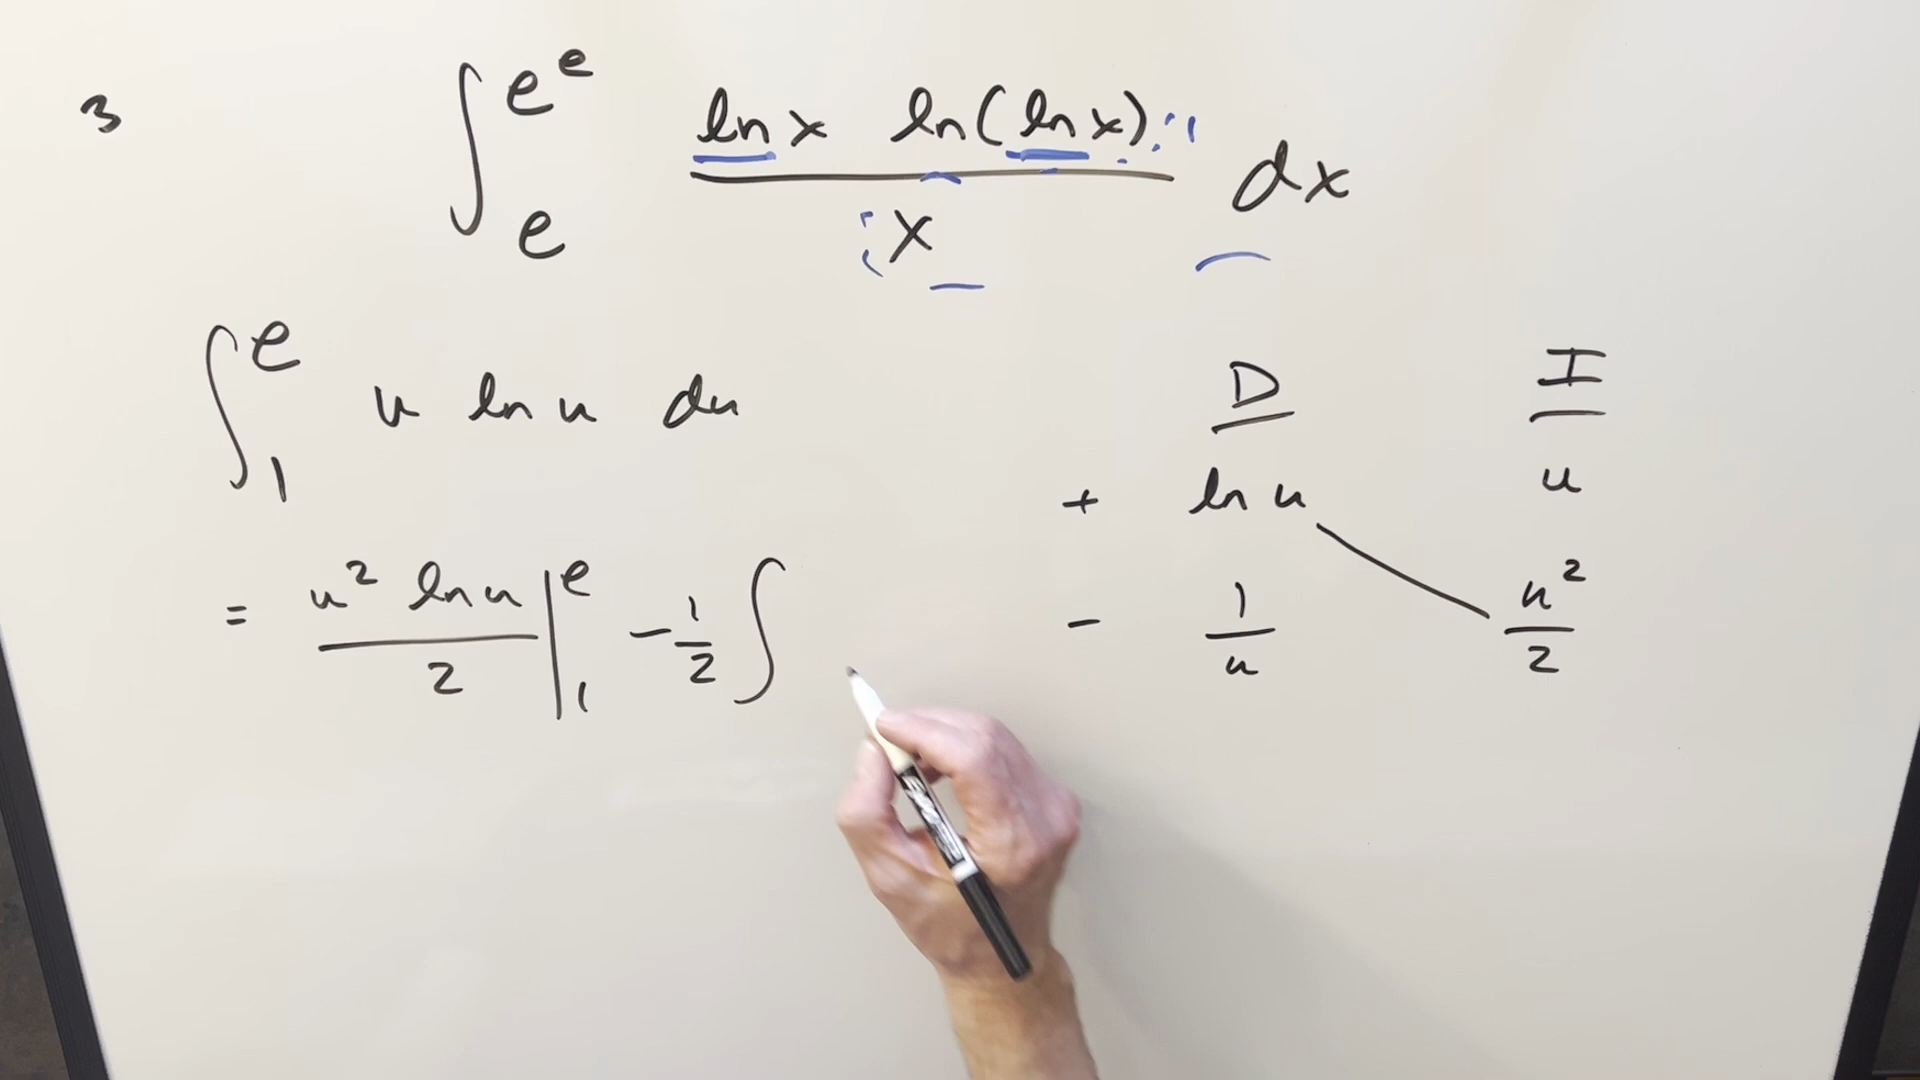 3 ∫_e^{e^e} (ln x ln(ln x))/x dx
∫_1^e u ln u du
D I
+ ln u u
- 1/u u²/2
= (u² ln u)/2 |_1^e - 1/2 ∫